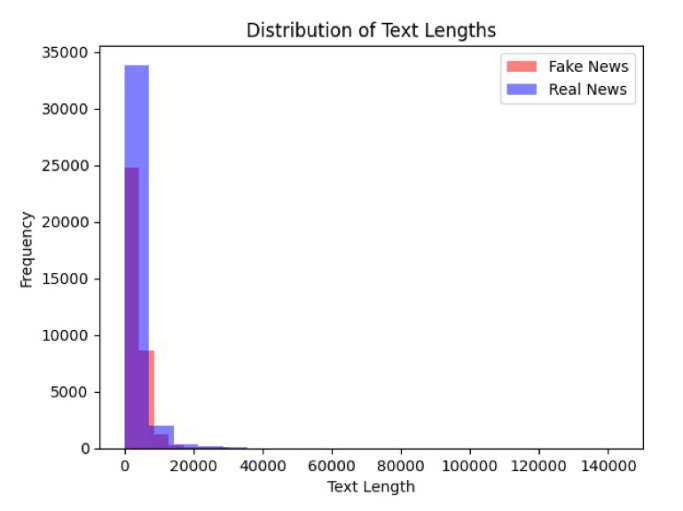 Distribution of Text Lengths
Fake News
Real News
Frequency
35000
30000
25000
20000
15000
10000
5000
0
0 20000 40000 60000 80000 100000 120000 140000
Text Length